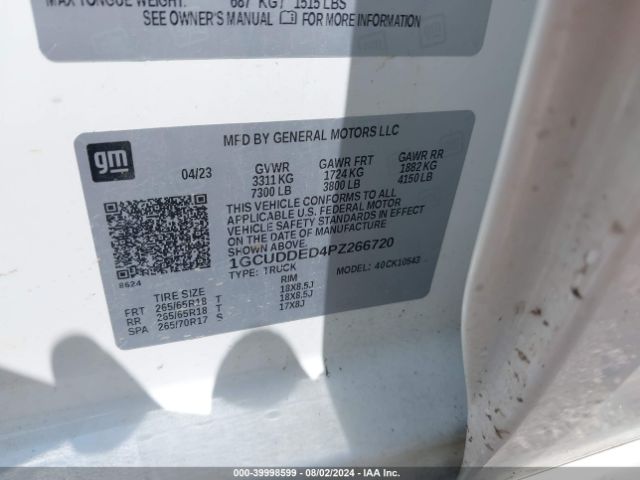 MAX TONGUE WEIGHT: 687 KG / 1515 LBS
SEE OWNER'S MANUAL FOR MORE INFORMATION
MFD BY GENERAL MOTORS LLC
gm
04/23
GVWR GAWR FRT GAWR RR
3311 KG 1724 KG 1882 KG
7300 LB 3800 LB 4150 LB
THIS VEHICLE CONFORMS TO ALL
APPLICABLE U.S. FEDERAL MOTOR
VEHICLE SAFETY STANDARDS IN EFFECT
ON THE DATE OF MANUFACTURE
SHOWN ABOVE.
1GCUDDED4PZ266720
TYPE: TRUCK MODEL: 40CK10543
8624
TIRE SIZE RIM
FRT 265/65R18 T 18X8.5J
RR 265/65R18 T 18X8.5J
SPA 265/70R17 S 17X8J
000-39998599 - 08/02/2024 - IAA Inc.